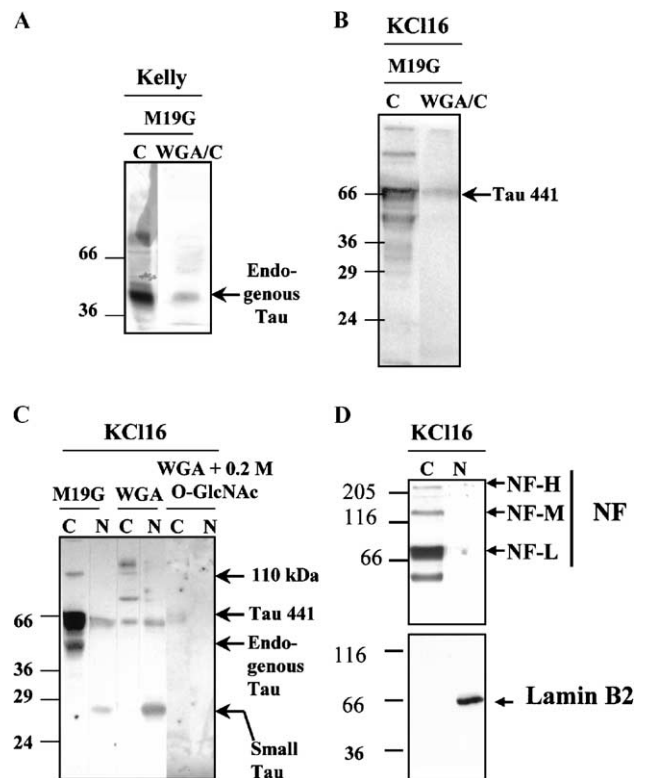 A
Kelly
M19G
C WGA/C
66
36
Endo-
genous
Tau
B
KCl16
M19G
C WGA/C
66
36
29
24
Tau 441
C
KCl16
WGA + 0.2 M
M19G WGA O-GlcNAc
C N C N C N
66
36
29
24
110 kDa
Tau 441
Endo-
genous
Tau
Small
Tau
D
KCl16
C N
205
116
66
NF-H
NF-M
NF-L
NF
116
66
36
Lamin B2